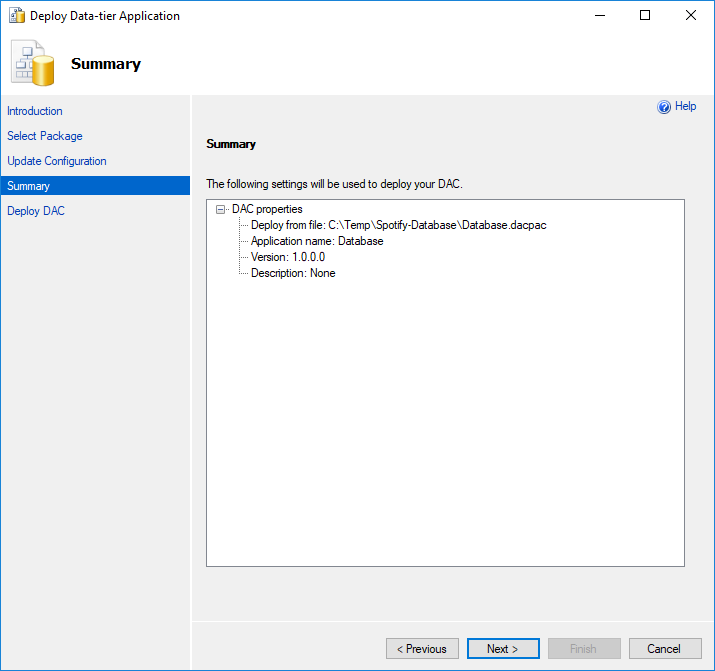 Deploy Data-tier Application
Summary
Introduction
Select Package
Update Configuration
Summary
Deploy DAC
Help
Summary
The following settings will be used to deploy your DAC.
DAC properties
Deploy from file: C:\Temp\Spotify-Database\Database.dacpac
Application name: Database
Version: 1.0.0.0
Description: None
< Previous
Next >
Finish
Cancel